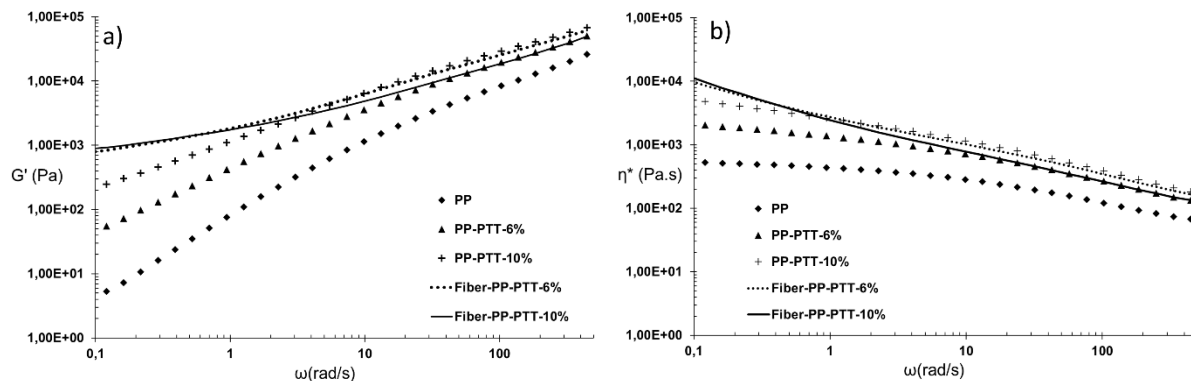 a)
1,00E+05
1,00E+04
1,00E+03
G' (Pa)
1,00E+02
1,00E+01
1,00E+00
0,1 1 10 100
ω(rad/s)
PP
PP-PTT-6%
PP-PTT-10%
Fiber-PP-PTT-6%
Fiber-PP-PTT-10%
b)
1,00E+05
1,00E+04
1,00E+03
η* (Pa.s)
1,00E+02
1,00E+01
1,00E+00
0,1 1 10 100
ω(rad/s)
PP
PP-PTT-6%
PP-PTT-10%
Fiber-PP-PTT-6%
Fiber-PP-PTT-10%